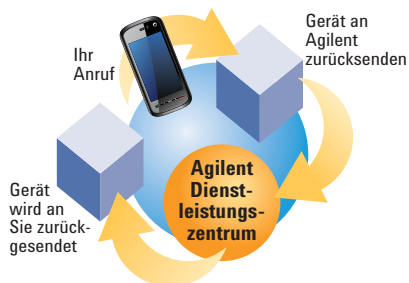 Ihr
Anruf
Gerät an
Agilent
zurücksenden
Agilent
Dienst-
leistungs-
zentrum
Gerät
wird an
Sie zurück-
gesendet